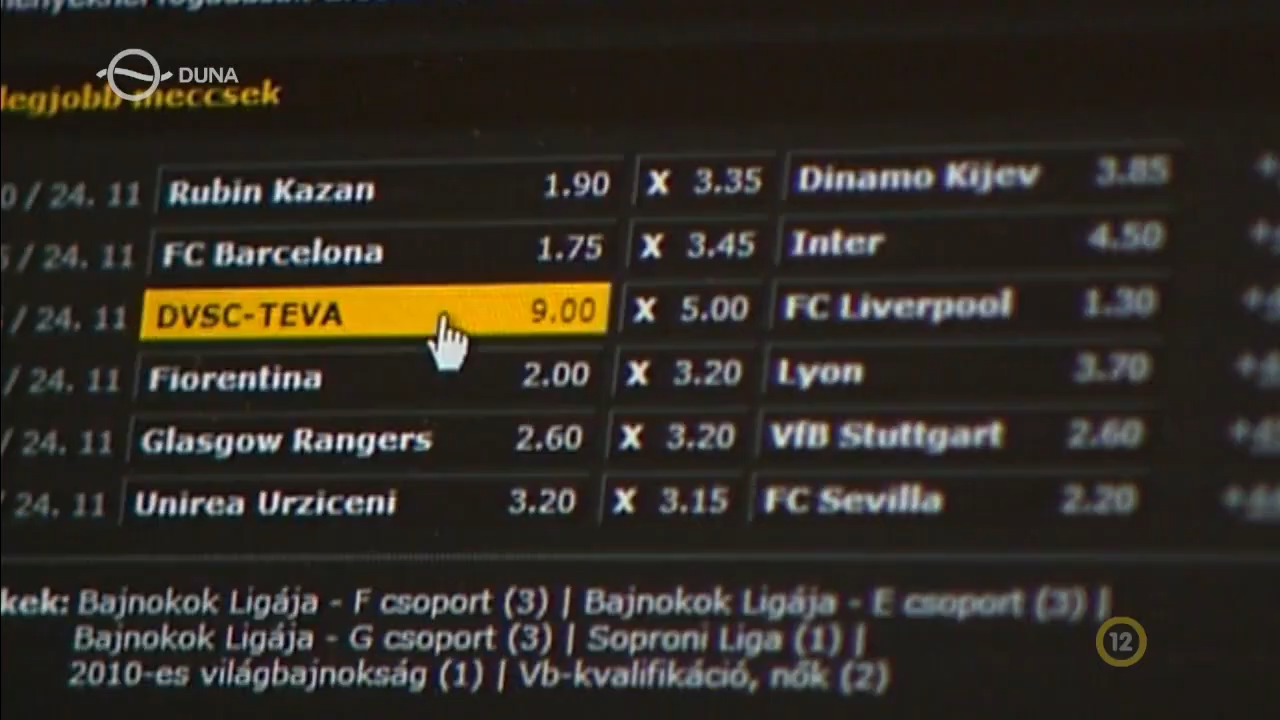 DUNA
legjobb meccsek
/ 24. 11 Rubin Kazan 1.90 X 3.35 Dinamo Kijev 3.85
/ 24. 11 FC Barcelona 1.75 X 3.45 Inter 4.50
/ 24. 11 DVSC-TEVA 9.00 X 5.00 FC Liverpool 1.30
/ 24. 11 Fiorentina 2.00 X 3.20 Lyon 3.70
/ 24. 11 Glasgow Rangers 2.60 X 3.20 VfB Stuttgart 2.60
24. 11 Unirea Urziceni 3.20 X 3.15 FC Sevilla 2.20
kek: Bajnokok Ligája - F csoport (3) | Bajnokok Ligája - E csoport (3) |
Bajnokok Ligája - G csoport (3) | Soproni Liga (1) |
2010-es világbajnokság (1) | Vb-kvalifikáció, nők (2)
12